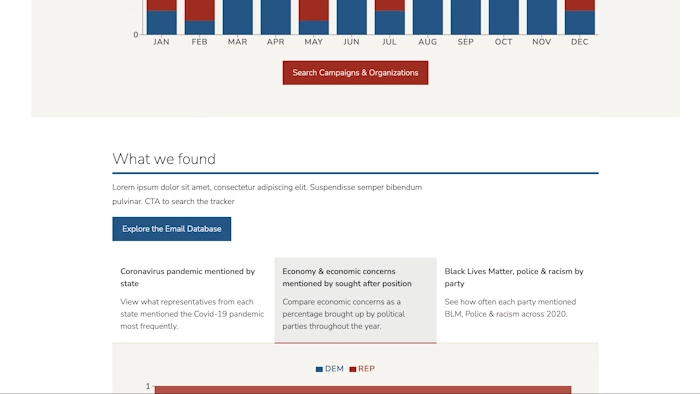 0
JAN FEB MAR APR MAY JUN JUL AUG SEP OCT NOV DEC
Search Campaigns & Organizations
What we found
Lorem ipsum dolor sit amet, consectetur adipiscing elit. Suspendisse semper bibendum
pulvinar. CTA to search the tracker
Explore the Email Database
Coronavirus pandemic mentioned by
state
View what representatives from each
state mentioned the Covid-19 pandemic
most frequently.
Economy & economic concerns
mentioned by sought after position
Compare economic concerns as a
percentage brought up by political
parties throughout the year.
Black Lives Matter, police & racism by
party
See how often each party mentioned
BLM, Police & racism across 2020.
DEM REP
1